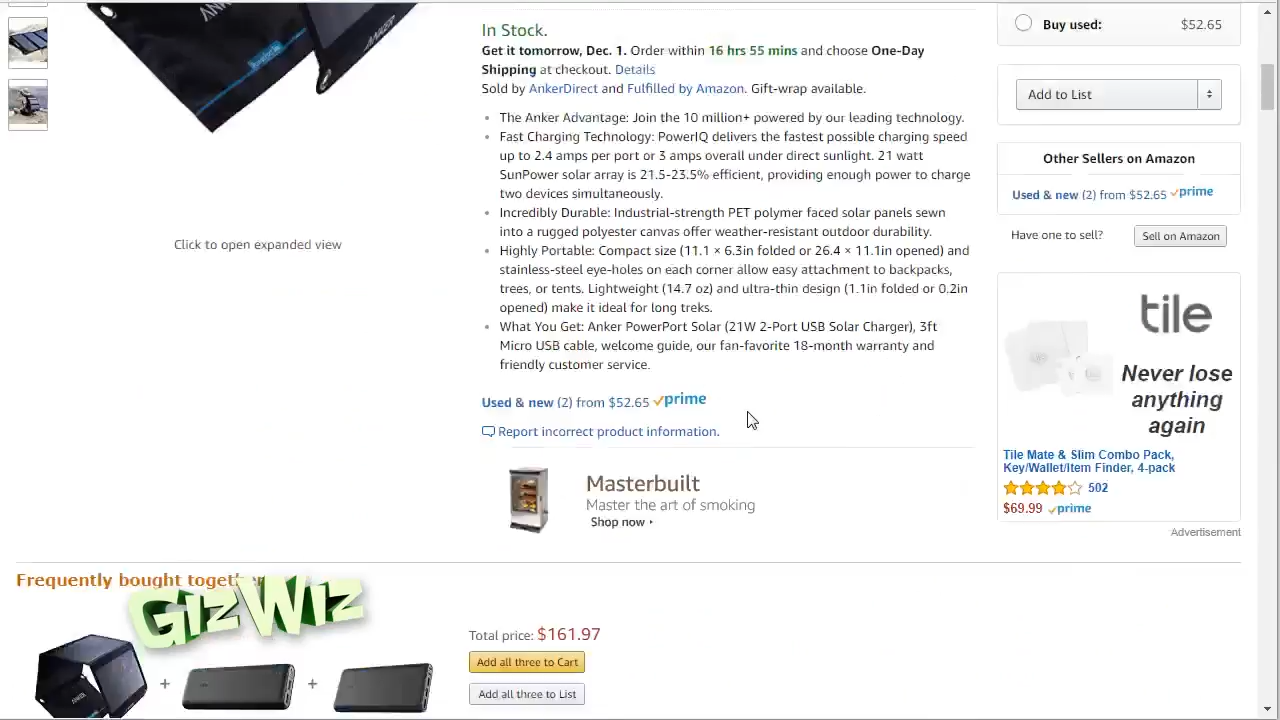 ANKER
In Stock.
Get it tomorrow, Dec. 1. Order within 16 hrs 55 mins and choose One-Day
Shipping at checkout. Details
Sold by AnkerDirect and Fulfilled by Amazon. Gift-wrap available.
• The Anker Advantage: Join the 10 million+ powered by our leading technology.
• Fast Charging Technology: PowerIQ delivers the fastest possible charging speed
up to 2.4 amps per port or 3 amps overall under direct sunlight. 21 watt
SunPower solar array is 21.5-23.5% efficient, providing enough power to charge
two devices simultaneously.
• Incredibly Durable: Industrial-strength PET polymer faced solar panels sewn
into a rugged polyester canvas offer weather-resistant outdoor durability.
• Highly Portable: Compact size (11.1 × 6.3in folded or 26.4 × 11.1in opened) and
stainless-steel eye-holes on each corner allow easy attachment to backpacks,
trees, or tents. Lightweight (14.7 oz) and ultra-thin design (1.1in folded or 0.2in
opened) make it ideal for long treks.
• What You Get: Anker PowerPort Solar (21W 2-Port USB Solar Charger), 3ft
Micro USB cable, welcome guide, our fan-favorite 18-month warranty and
friendly customer service.
Used & new (2) from $52.65 prime
Report incorrect product information.
Click to open expanded view
Masterbuilt
Master the art of smoking
Shop now
Buy used: $52.65
Add to List
Other Sellers on Amazon
Used & new (2) from $52.65 prime
Have one to sell? Sell on Amazon
tile
Never lose
anything
again
Tile Mate & Slim Combo Pack,
Key/Wallet/Item Finder, 4-pack
502
$69.99 prime
Advertisement
Frequently bought together
GizWiz
+ +
Total price: $161.97
Add all three to Cart
Add all three to List